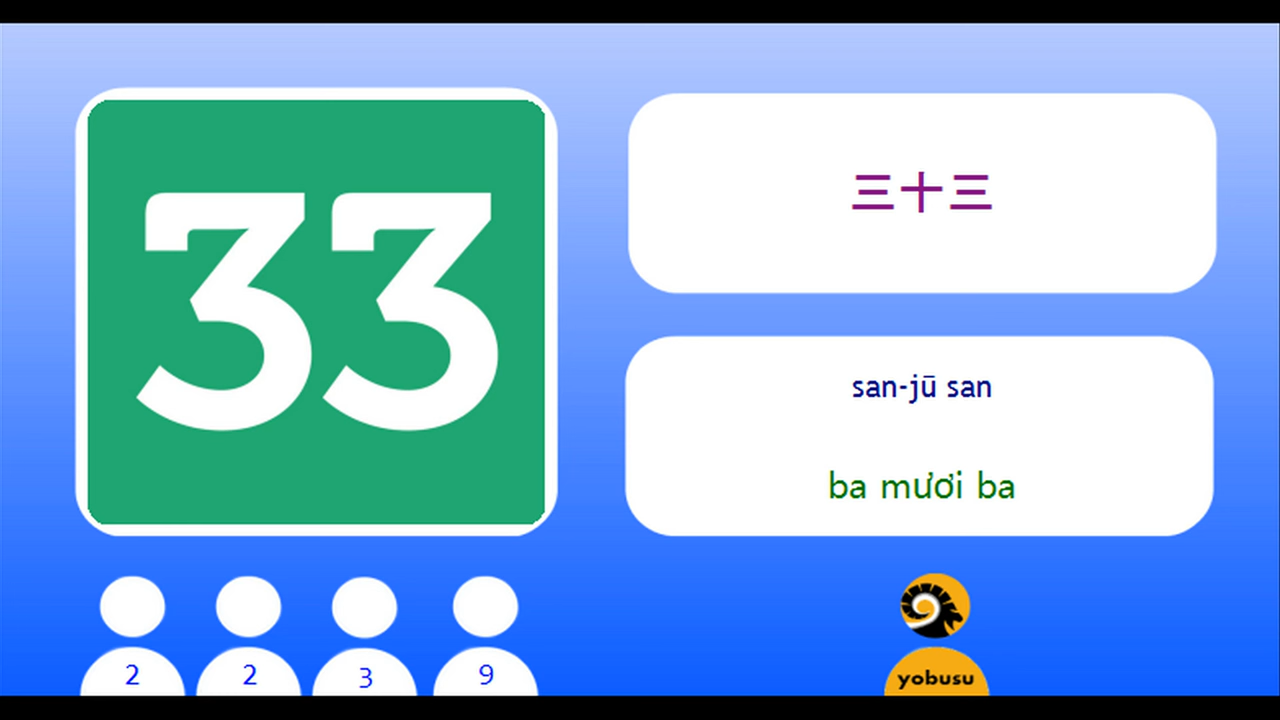 33
三十三
san-jū san
ba mươi ba
2 2 3 9
yobusu